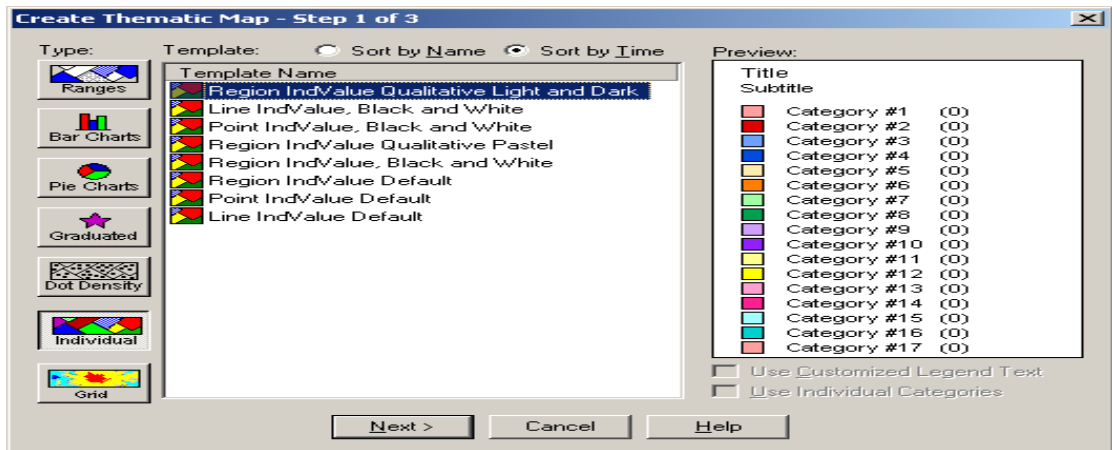 Create Thematic Map - Step 1 of 3
Type:
Ranges
Bar Charts
Pie Charts
Graduated
Dot Density
Individual
Grid
Template:
Sort by Name
Sort by Time
Template Name
Region IndValue Qualitative Light and Dark
Line IndValue, Black and White
Point IndValue, Black and White
Region IndValue Qualitative Pastel
Region IndValue, Black and White
Region IndValue Default
Point IndValue Default
Line IndValue Default
Preview:
Title
Subtitle
Category #1 (0)
Category #2 (0)
Category #3 (0)
Category #4 (0)
Category #5 (0)
Category #6 (0)
Category #7 (0)
Category #8 (0)
Category #9 (0)
Category #10 (0)
Category #11 (0)
Category #12 (0)
Category #13 (0)
Category #14 (0)
Category #15 (0)
Category #16 (0)
Category #17 (0)
Use Customized Legend Text
Use Individual Categories
Next >
Cancel
Help